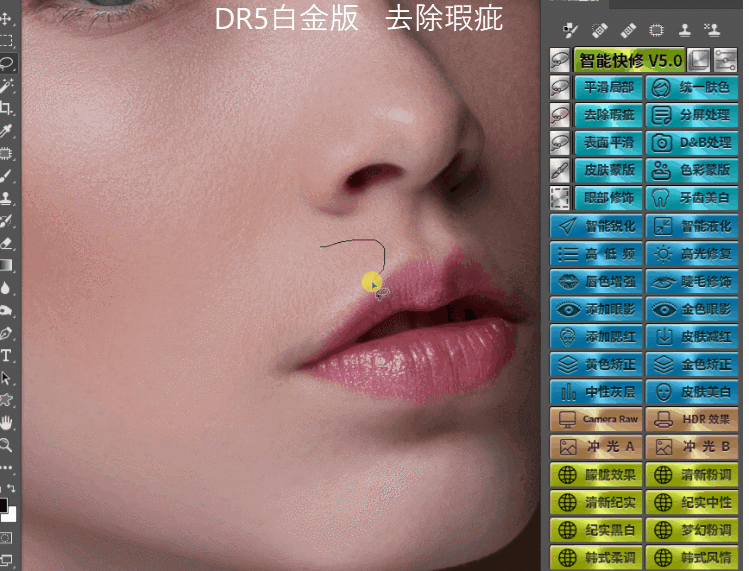 DR5白金版 去除瑕疵
智能快修 V5.0
平滑局部 统一肤色
去除瑕疵 分屏处理
表面平滑 D&B处理
皮肤蒙版 色彩蒙版
眼部修饰 牙齿美白
智能锐化 智能液化
高 低 频 高光修复
唇色增强 睫毛修饰
添加眼影 金色眼影
添加腮红 皮肤减红
黄色矫正 金色矫正
中性灰层 皮肤美白
Camera Raw HDR 效果
冲 光 A 冲 光 B
朦胧效果 清新粉调
清新纪实 纪实中性
纪实黑白 梦幻粉调
韩式柔调 韩式风情